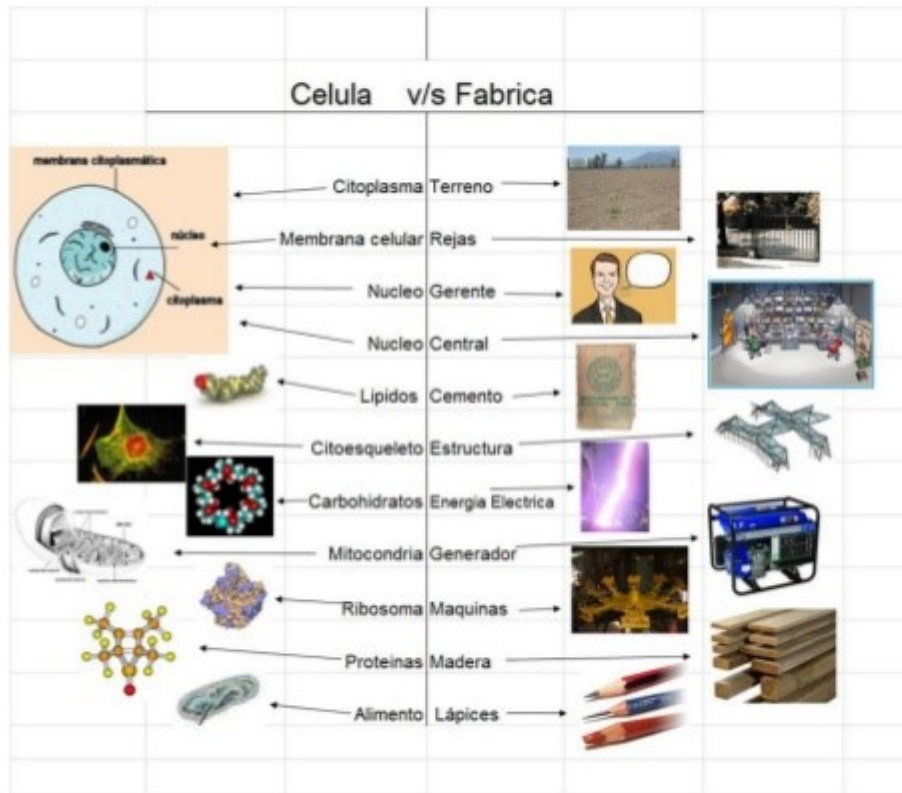 Celula v/s Fabrica
membrana citoplasmática
núcleo
citoplasma
Citoplasma Terreno
Membrana celular Rejas
Nucleo Gerente
Nucleo Central
Lipidos Cemento
Citoesqueleto Estructura
Carbohidratos Energia Electrica
Mitocondria Generador
Ribosoma Maquinas
Proteinas Madera
Alimento Lápices